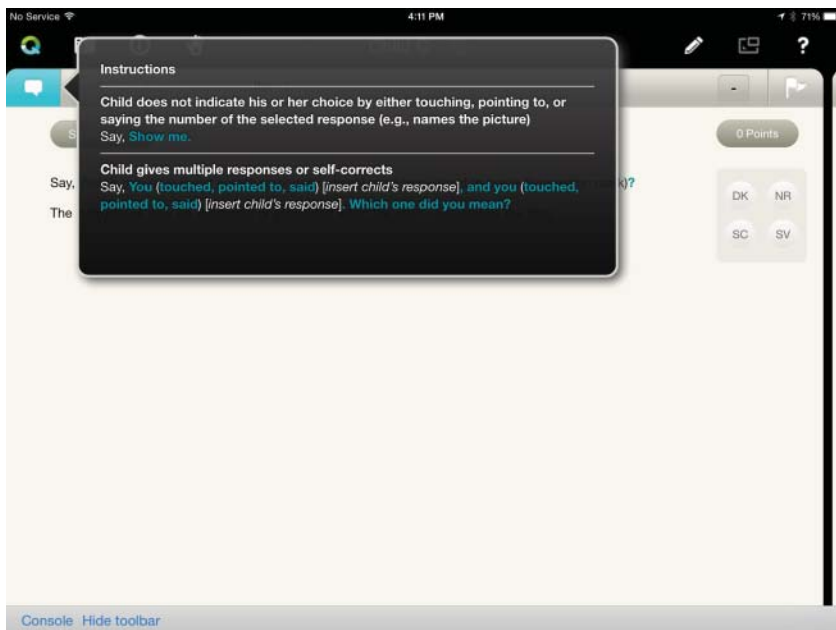 No Service 4:11 PM 71%
?
Instructions
-
Child does not indicate his or her choice by either touching, pointing to, or
saying the number of the selected response (e.g., names the picture)
Say, Show me.
S
0 Points
Child gives multiple responses or self-corrects
Say, You (touched, pointed to, said) [insert child's response], and you (touched,
pointed to, said) [insert child's response]. Which one did you mean?
Say, k)?
The
DK NR
SC SV
Console Hide toolbar